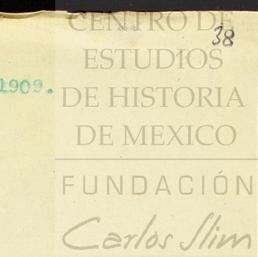 CENTRO DE
38
ESTUDIOS
1909.
DE HISTORIA
DE MEXICO
FUNDACIÓN
Carlos Slim